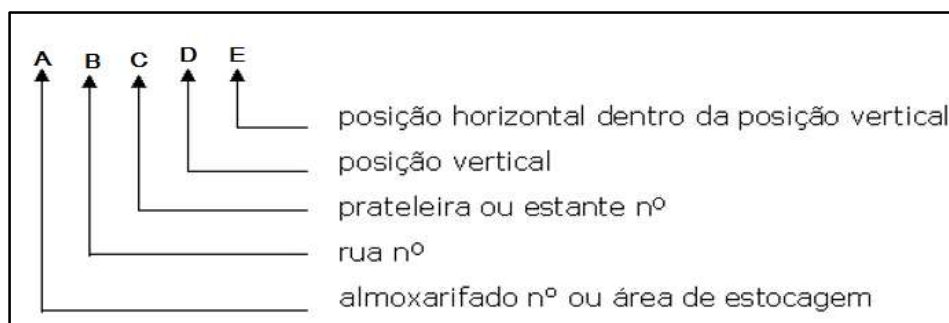 A B C D E
posição horizontal dentro da posição vertical
posição vertical
prateleira ou estante nº
rua nº
almoxarifado nº ou área de estocagem